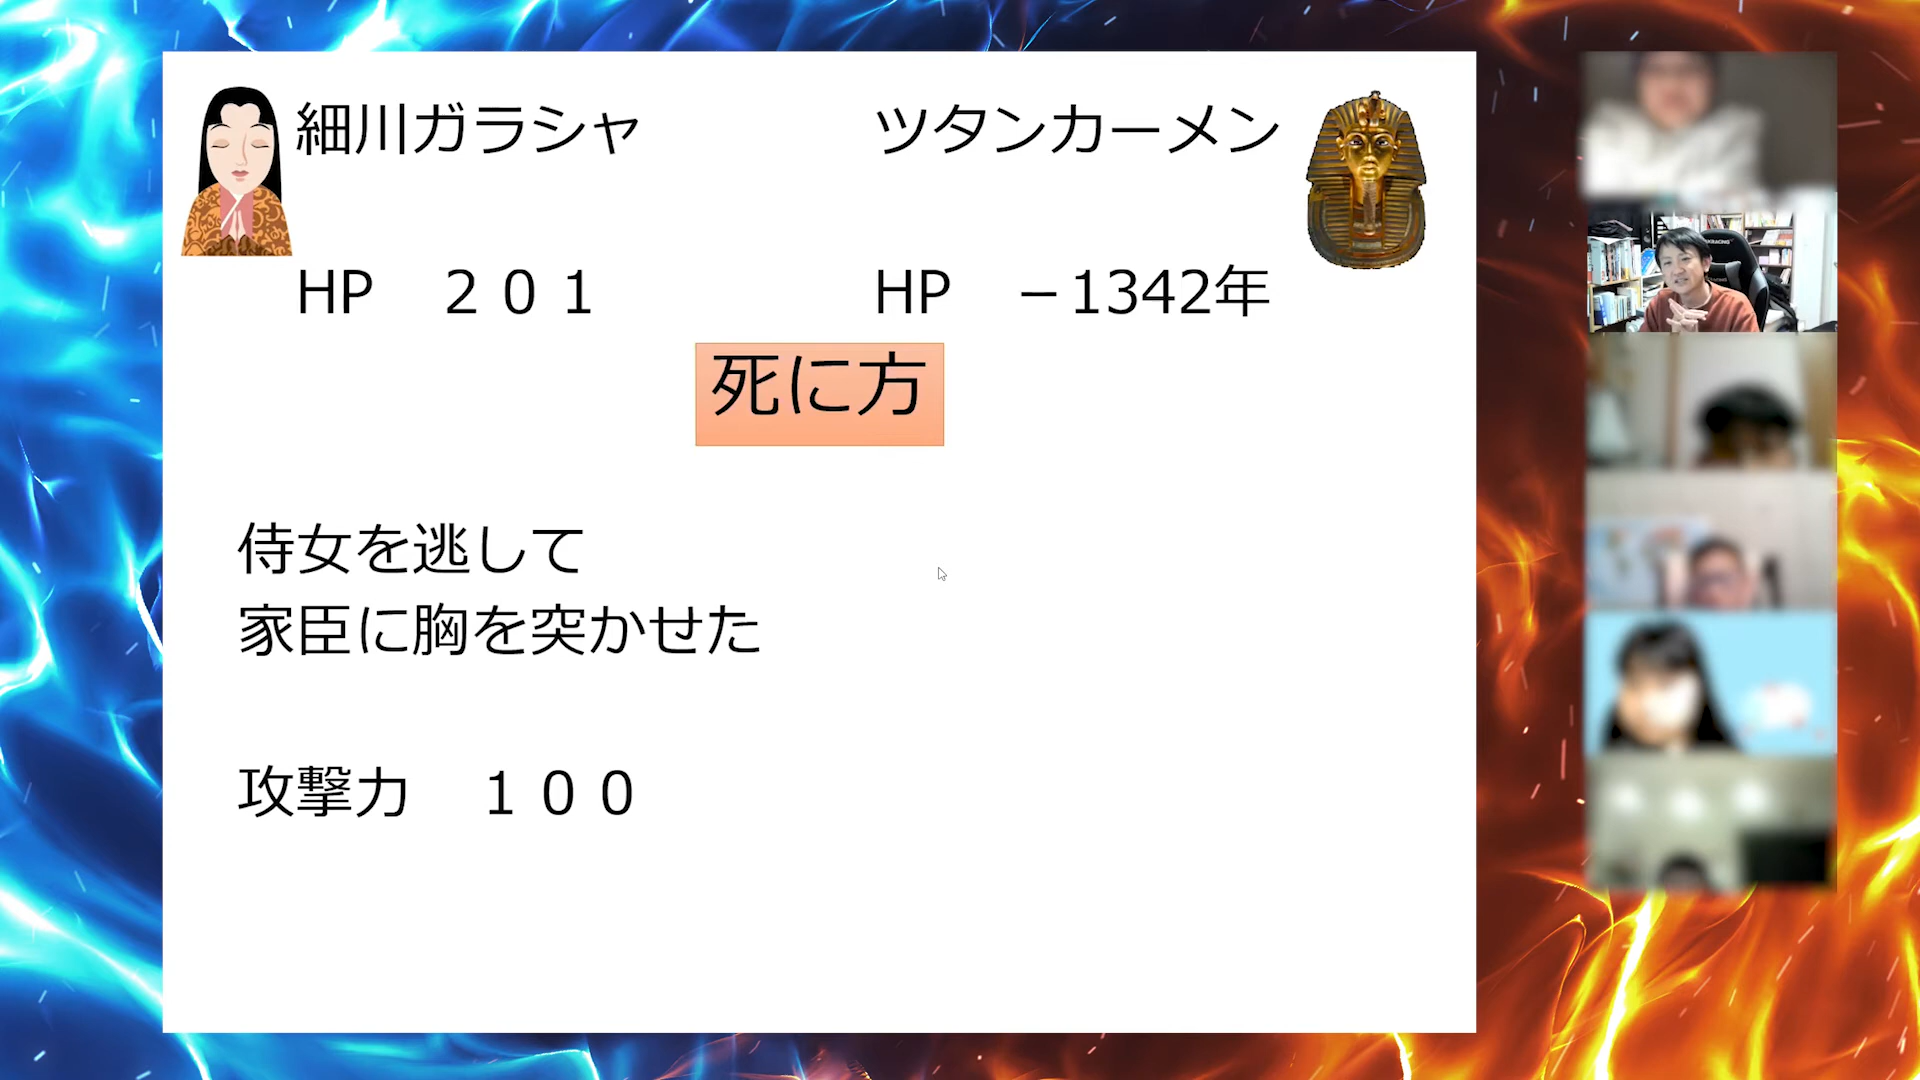 細川ガラシャ ツタンカーメン
HP ２０１ HP －1342年
死に方
侍女を逃して
家臣に胸を突かせた
攻撃力 １００